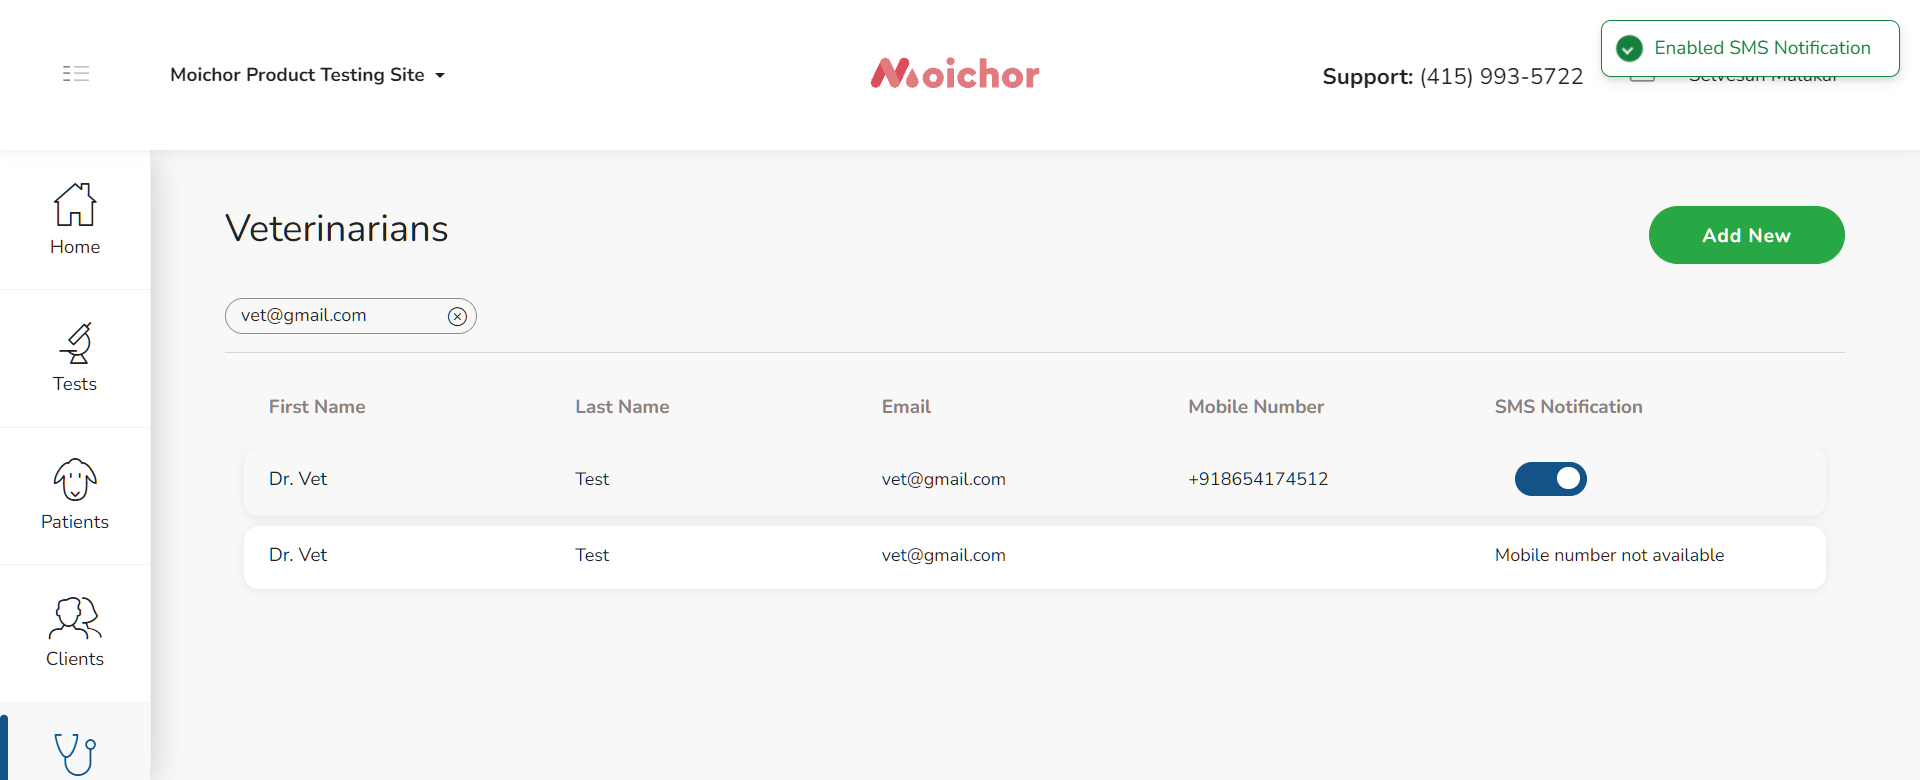 Enabled SMS Notification
Moichor Product Testing Site
Moichor
Support: (415) 993-5722
Home
Veterinarians
Add New
vet@gmail.com
Tests
First Name Last Name Email Mobile Number SMS Notification
Dr. Vet Test vet@gmail.com +918654174512
Patients
Dr. Vet Test vet@gmail.com Mobile number not available
Clients